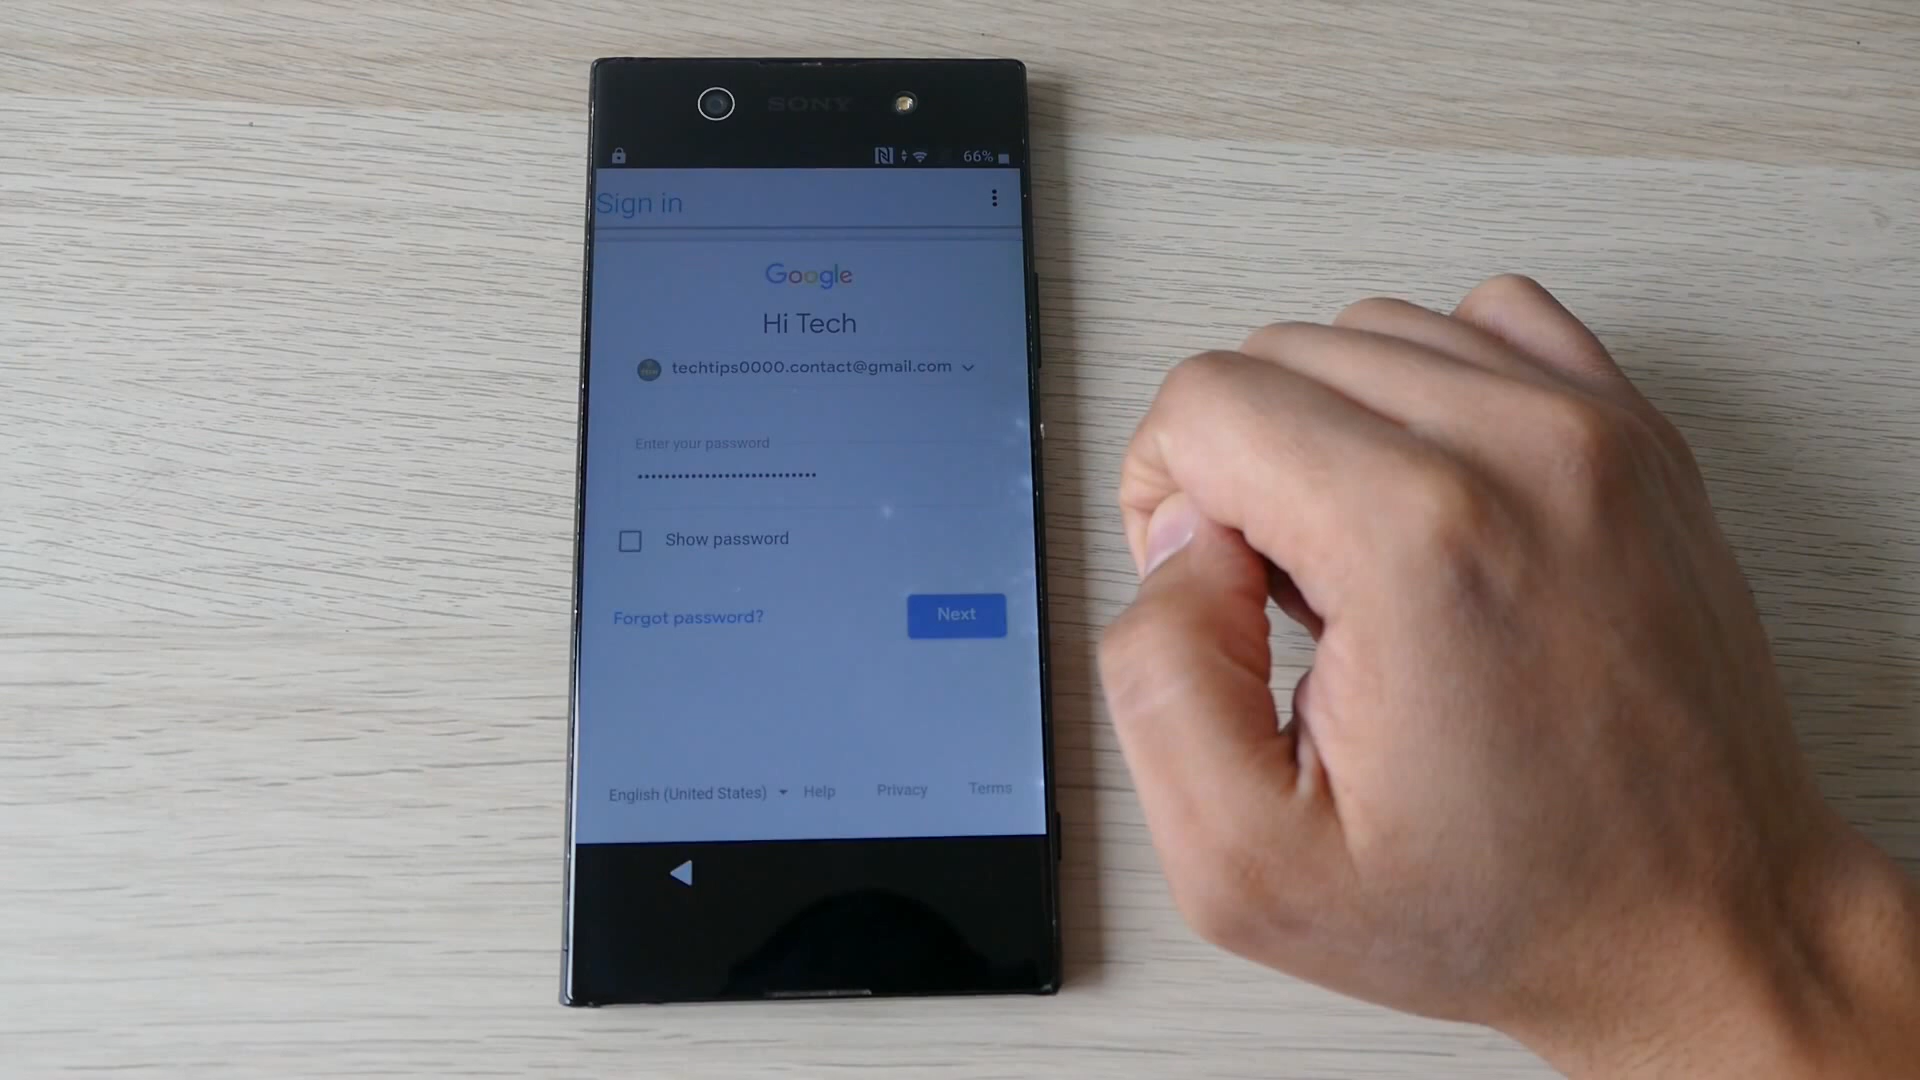 SONY
66%
Sign in
Google
Hi Tech
techtips0000.contact@gmail.com
Enter your password
Show password
Forgot password?
Next
English (United States)
Help
Privacy
Terms